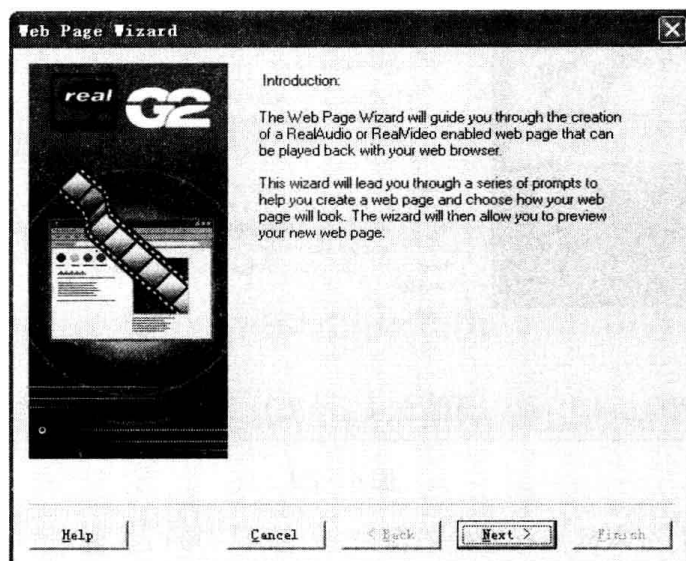 Web Page Wizard
real
G2
Introduction:
The Web Page Wizard will guide you through the creation
of a RealAudio or RealVideo enabled web page that can
be played back with your web browser.
This wizard will lead you through a series of prompts to
help you create a web page and choose how your web
page will look. The wizard will then allow you to preview
your new web page.
Help
Cancel
< Back
Next >
Finish